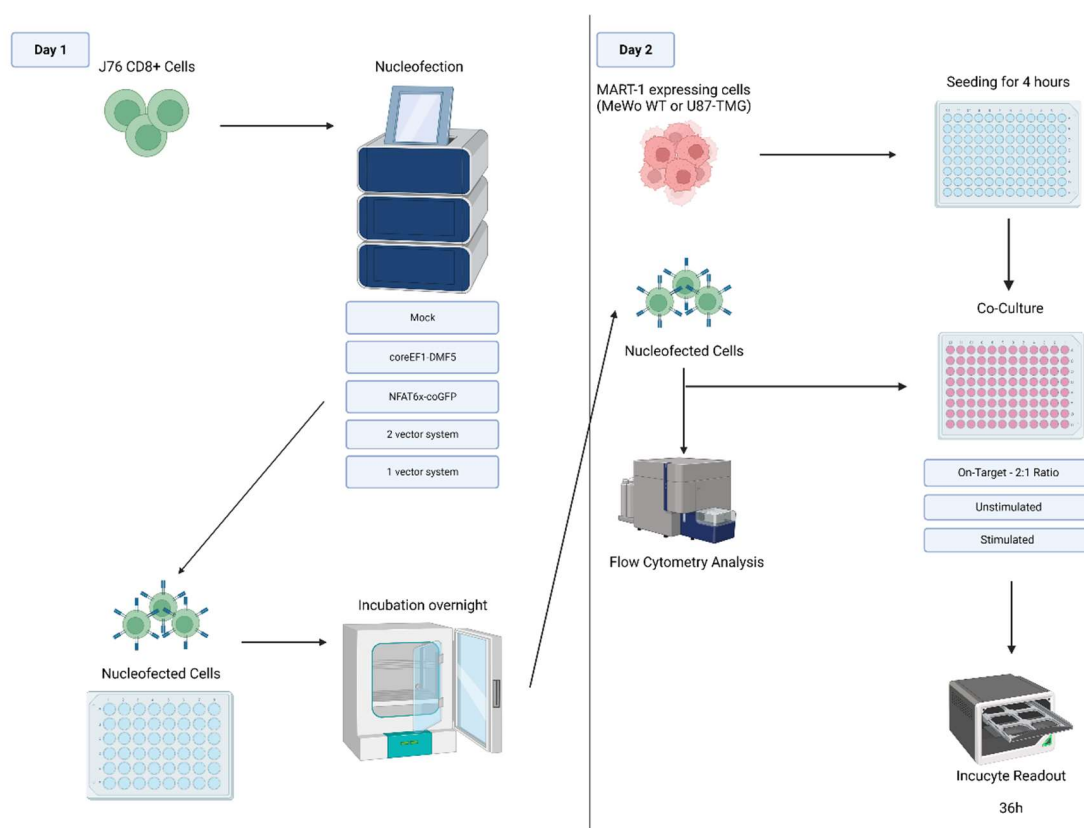 Day 1
J76 CD8+ Cells
Nucleofection
Mock
coreEF1-DMF5
NFAT6x-coGFP
2 vector system
1 vector system
Nucleofected Cells
Incubation overnight
Day 2
MART-1 expressing cells
(MeWo WT or U87-TMG)
Seeding for 4 hours
Nucleofected Cells
Co-Culture
Flow Cytometry Analysis
On-Target - 2:1 Ratio
Unstimulated
Stimulated
Incucyte Readout
36h